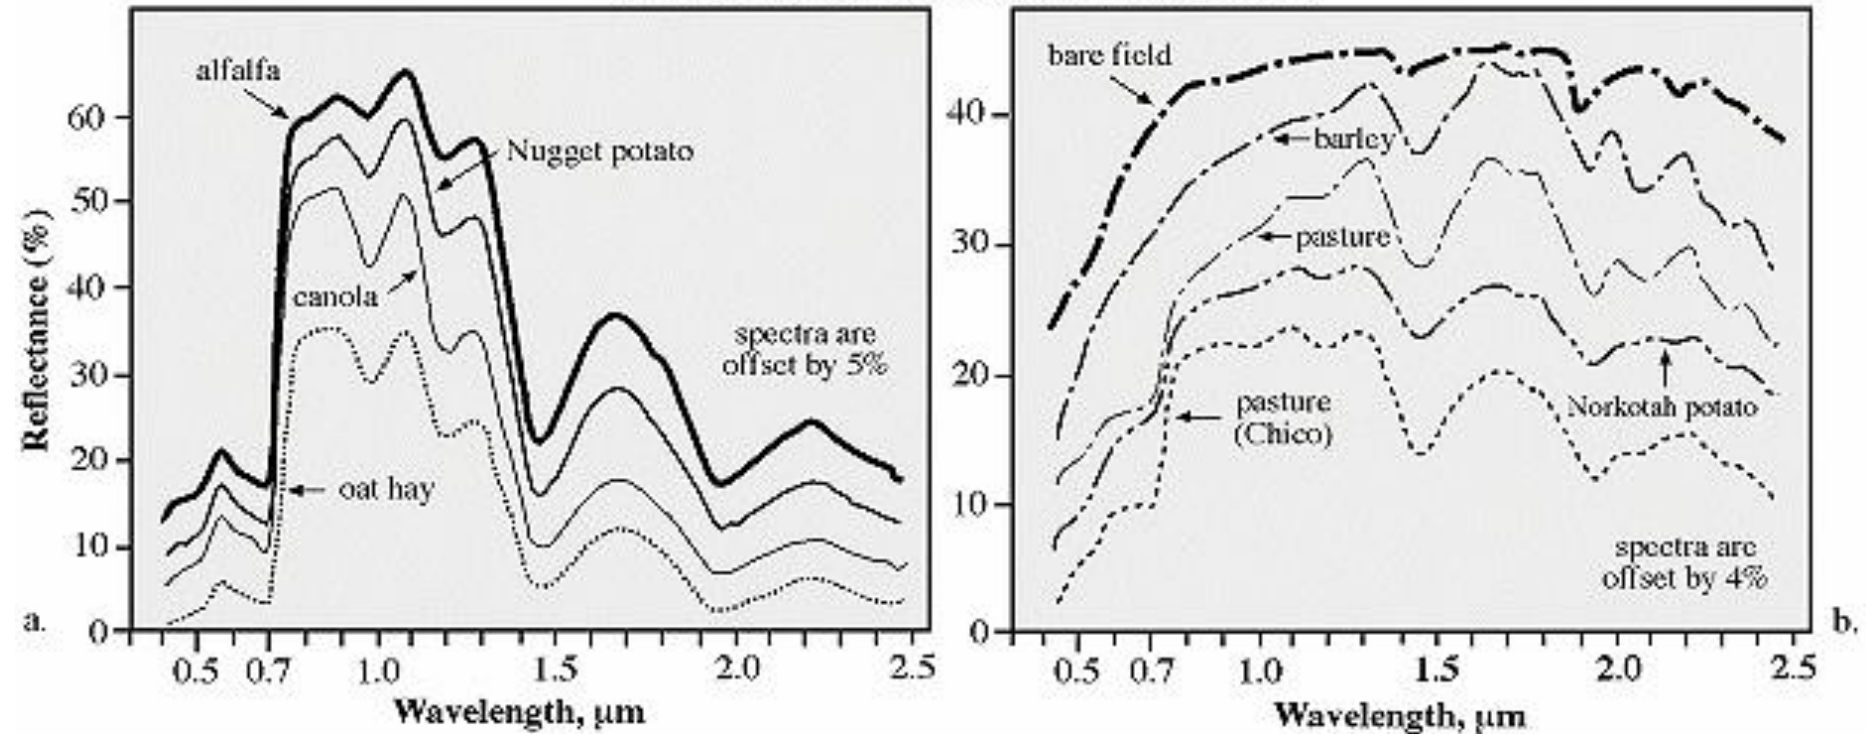 alfalfa
60
Nugget potato
50
Reflectance (%)
40
canola
spectra are
offset by 5%
30
20
oat hay
10
a.
0
0.5 0.7 1.0 1.5 2.0 2.5
Wavelength, µm
bare field
40
barley
30
pasture
20
pasture
(Chico)
Norkotah potato
10
spectra are
offset by 4%
0
b.
0.5 0.7 1.0 1.5 2.0 2.5
Wavelength, µm